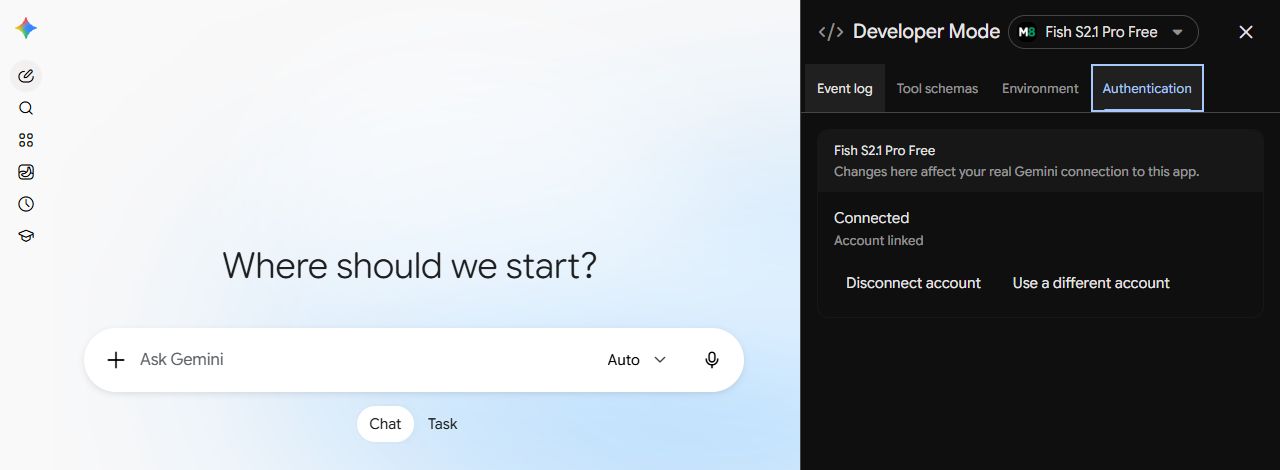 Where should we start?
Ask Gemini
Auto
Chat
Task
Developer Mode
M8 Fish S2.1 Pro Free
Event log
Tool schemas
Environment
Authentication
Fish S2.1 Pro Free
Changes here affect your real Gemini connection to this app.
Connected
Account linked
Disconnect account
Use a different account